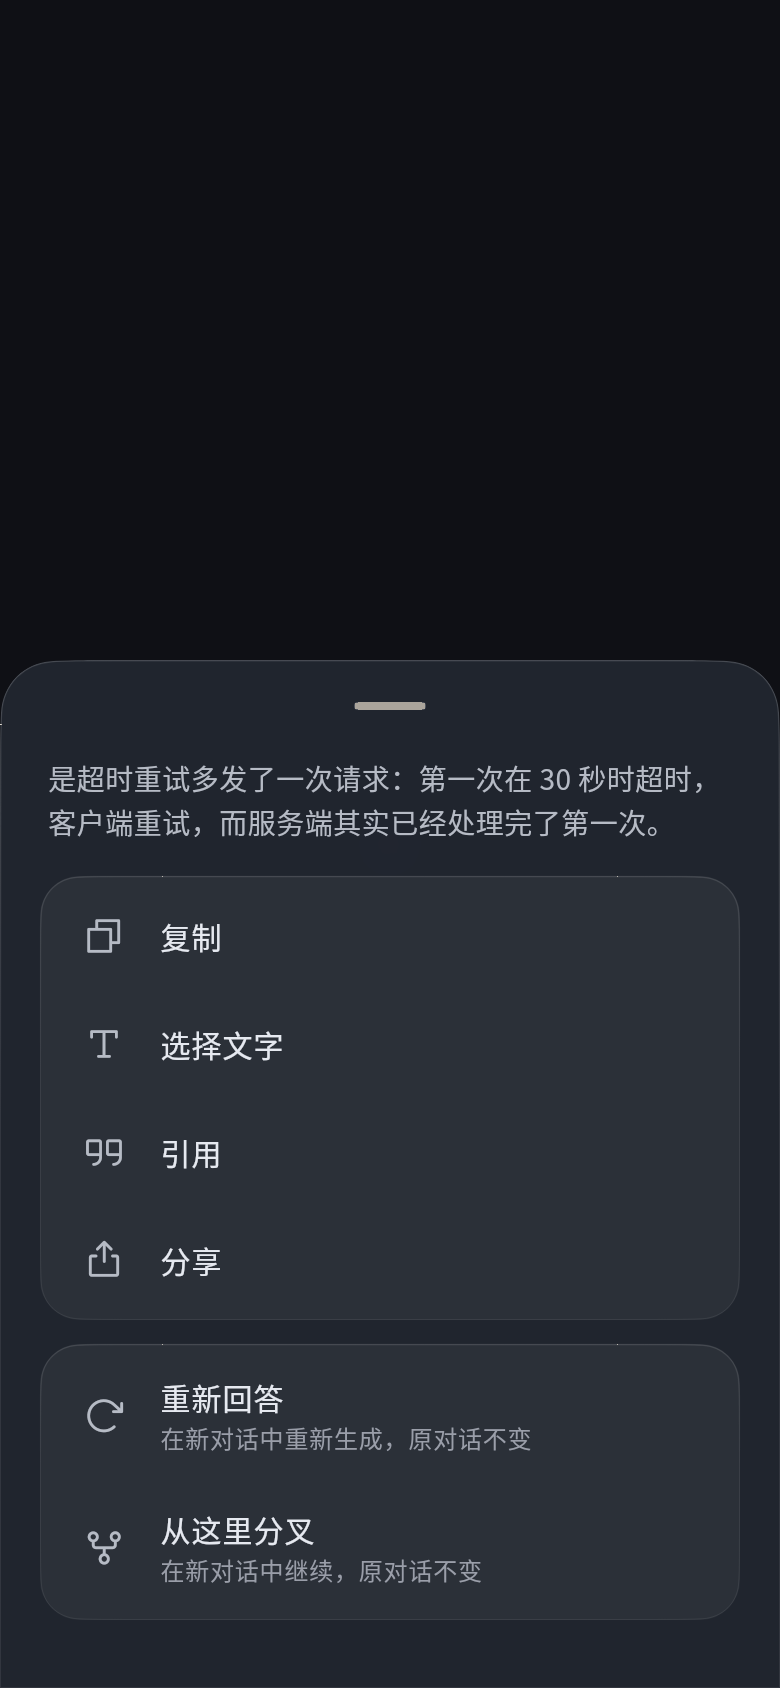 是超时重试多发了一次请求：第一次在 30 秒时超时，
客户端重试，而服务端其实已经处理完了第一次。
复制
选择文字
引用
分享
重新回答
在新对话中重新生成，原对话不变
从这里分叉
在新对话中继续，原对话不变